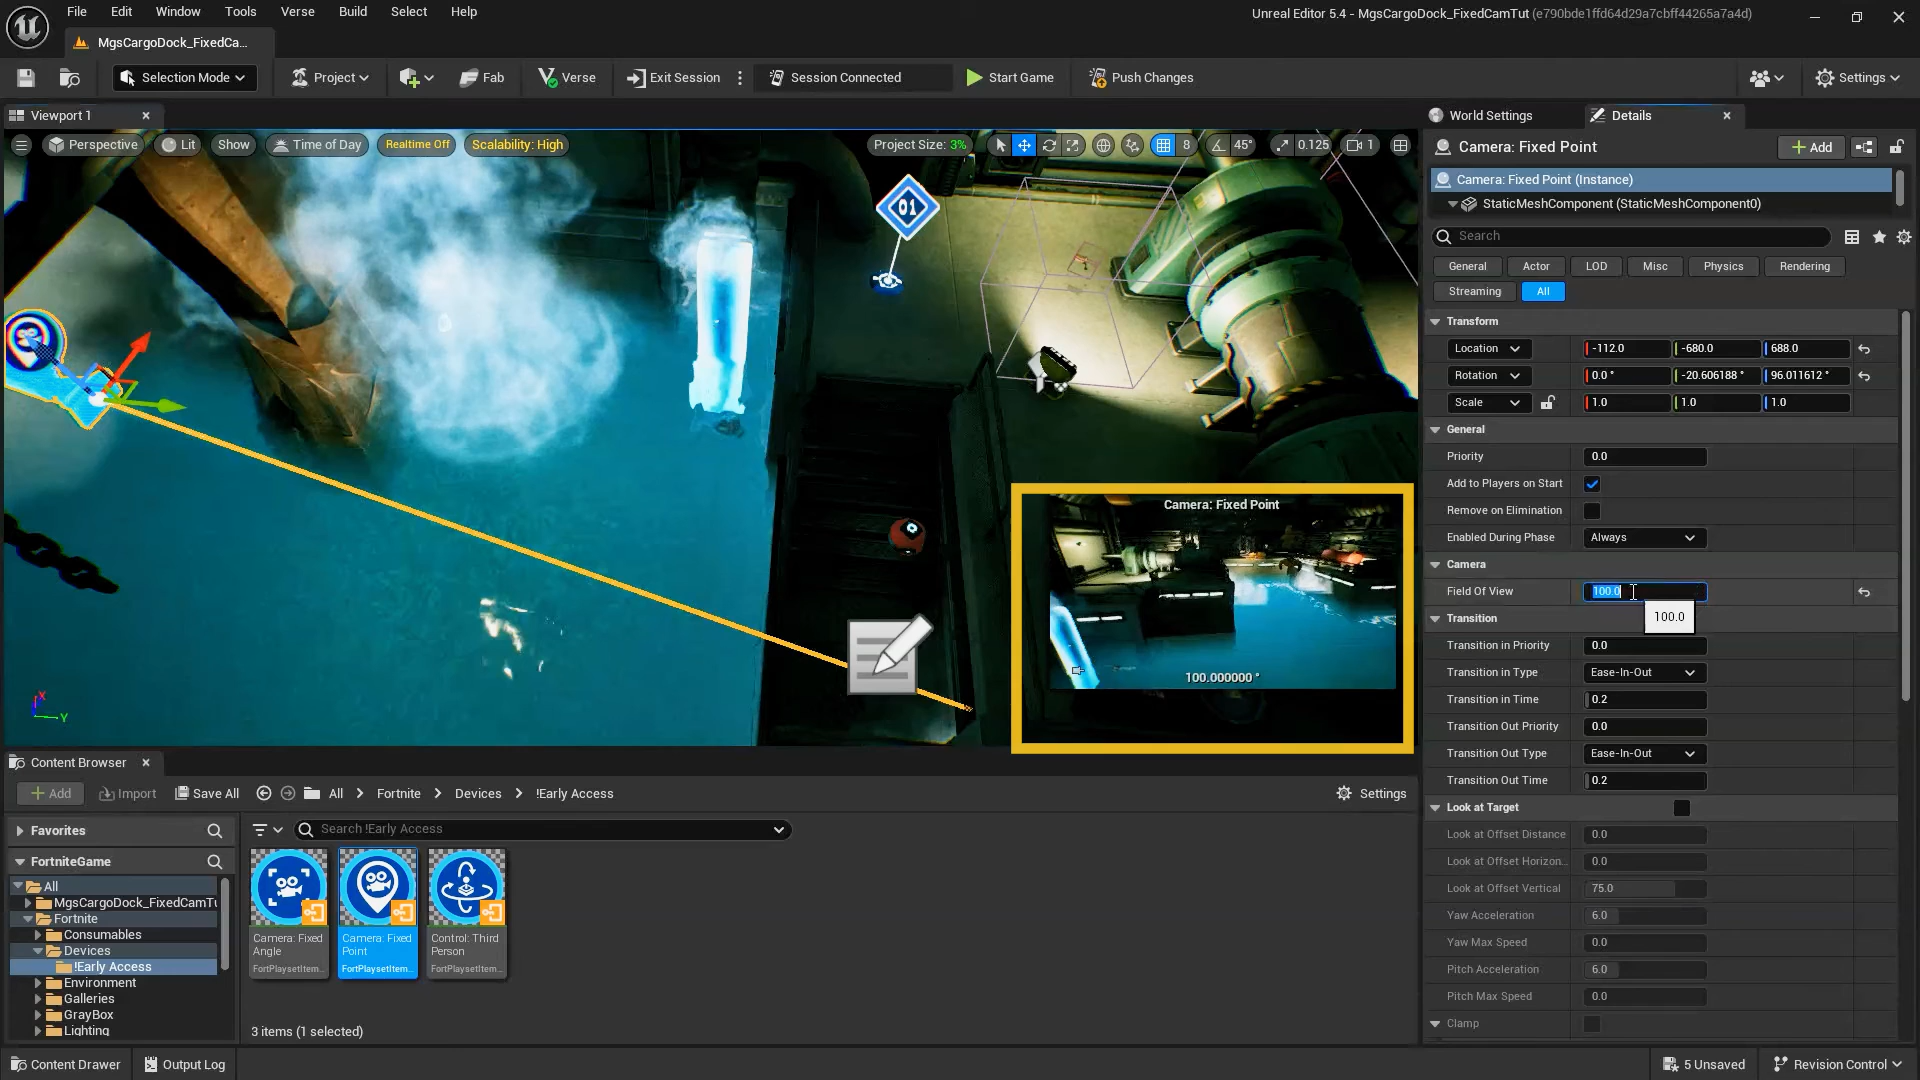 File Edit Window Tools Verse Build Select Help
Unreal Editor 5.4 - MgsCargoDock_FixedCamTut (e790bde1ffd64d29a7cbff44265a7a4d)
MgsCargoDock_FixedCa...
Selection Mode Project Fab Verse Exit Session Session Connected Start Game Push Changes Settings
Viewport 1
World Settings Details
Perspective Lit Show Time of Day Realtime Off Scalability: High Project Size: 3% 8 45° 0.125 1
Camera: Fixed Point
Add
Camera: Fixed Point (Instance)
StaticMeshComponent (StaticMeshComponent0)
01
Search
General Actor LOD Misc Physics Rendering
Streaming All
Transform
Location -112.0 -680.0 688.0
Rotation 0.0 ° -20.606188 ° 96.011612 °
Scale 1.0 1.0 1.0
General
Priority 0.0
Add to Players on Start
Remove on Elimination
Enabled During Phase Always
Camera
Field Of View 100.0
100.0
Transition
Transition in Priority 0.0
Transition in Type Ease-In-Out
Transition in Time 0.2
Transition Out Priority 0.0
Transition Out Type Ease-In-Out
Transition Out Time 0.2
Look at Target
Look at Offset Distance 0.0
Look at Offset Horizon... 0.0
Look at Offset Vertical 75.0
Yaw Acceleration 6.0
Yaw Max Speed 0.0
Pitch Acceleration 6.0
Pitch Max Speed 0.0
Clamp
Camera: Fixed Point
100.000000 °
X
Y
Content Browser
Add Import Save All All Fortnite Devices !Early Access Settings
Favorites
Search !Early Access
FortniteGame
All
MgsCargoDock_FixedCamTu
Fortnite
Consumables
Devices
!Early Access
Environment
Galleries
GrayBox
Lighting
Camera: Fixed Angle
FortPlaysetItem...
Camera: Fixed Point
FortPlaysetItem...
Control: Third Person
FortPlaysetItem...
3 items (1 selected)
Content Drawer Output Log 5 Unsaved Revision Control